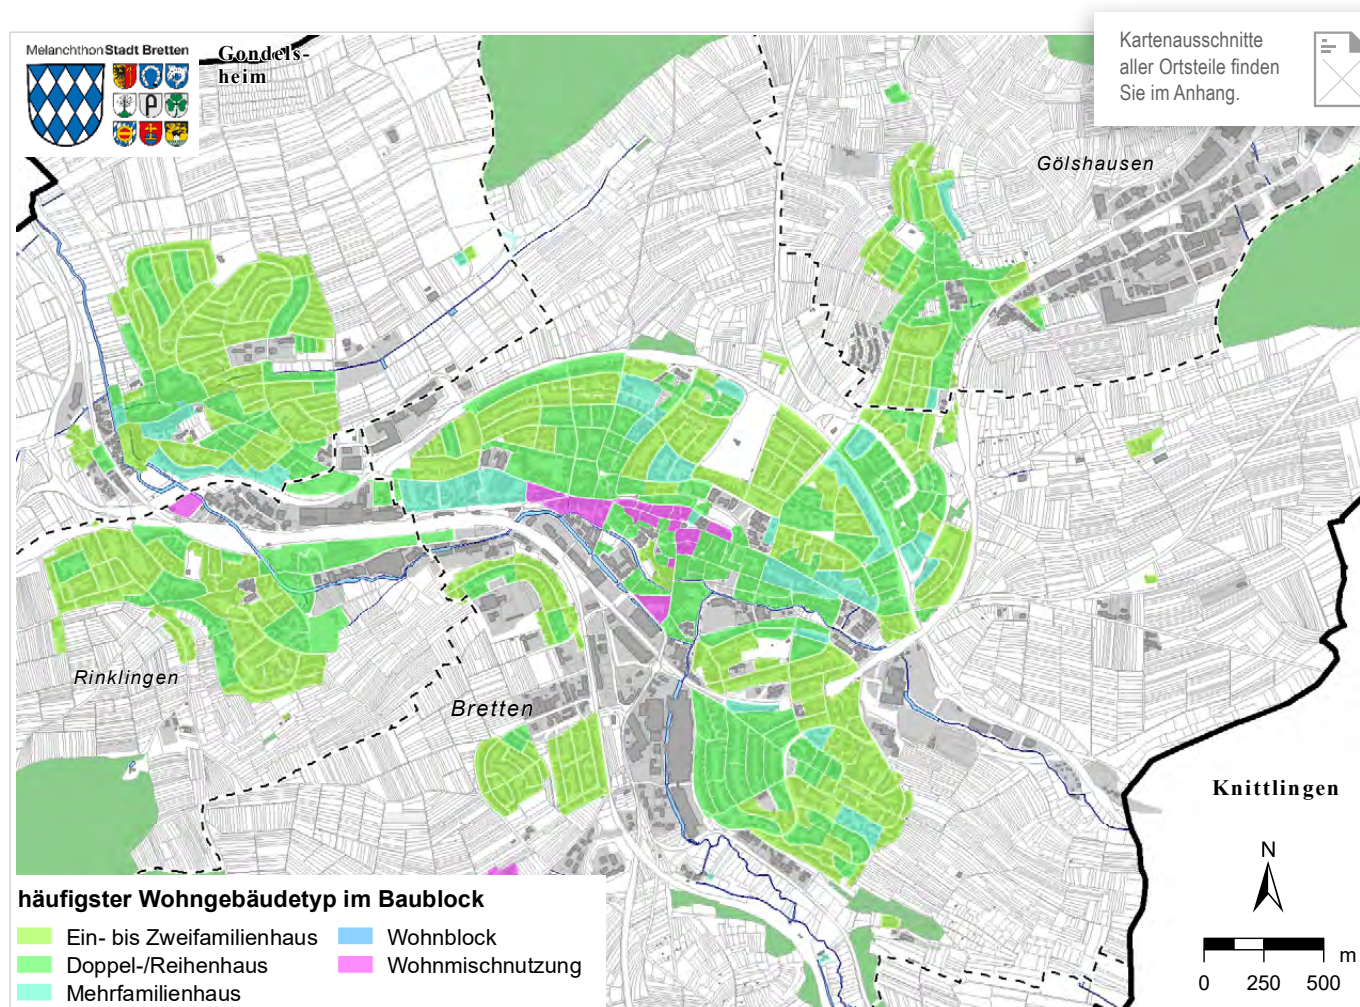 Melanchthon Stadt Bretten
Gondels-
heim
Kartenausschnitte
aller Ortsteile finden
Sie im Anhang.
Gölshausen
Rinklingen
Bretten
Knittlingen
N
m
0 250 500
häufigster Wohngebäudetyp im Baublock
Ein- bis Zweifamilienhaus
Doppel-/Reihenhaus
Mehrfamilienhaus
Wohnblock
Wohnmischnutzung